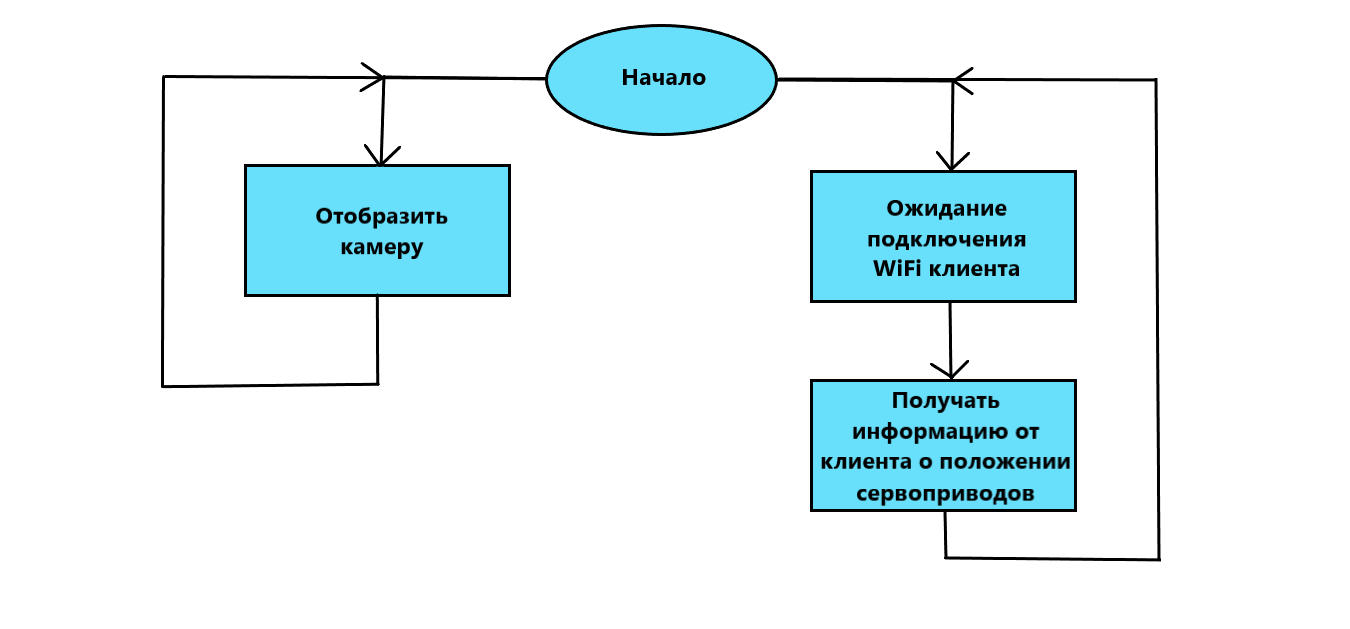 Начало
Отобразить
камеру
Ожидание
подключения
WiFi клиента
Получать
информацию от
клиента о положении
сервоприводов